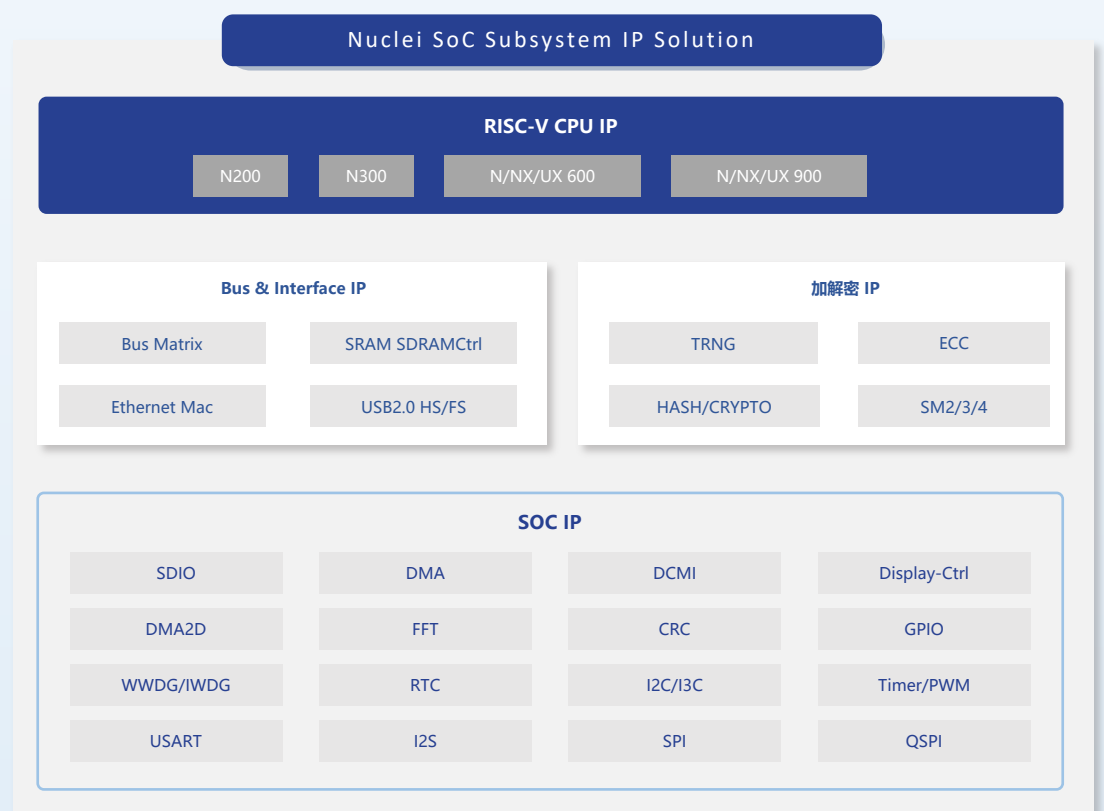 Nuclei SoC Subsystem IP Solution
RISC-V CPU IP
N200 N300 N/NX/UX 600 N/NX/UX 900
Bus & Interface IP
Bus Matrix SRAM SDRAMCtrl
Ethernet Mac USB2.0 HS/FS
加解密 IP
TRNG ECC
HASH/CRYPTO SM2/3/4
SOC IP
SDIO DMA DCMI Display-Ctrl
DMA2D FFT CRC GPIO
WWDG/IWDG RTC I2C/I3C Timer/PWM
USART I2S SPI QSPI